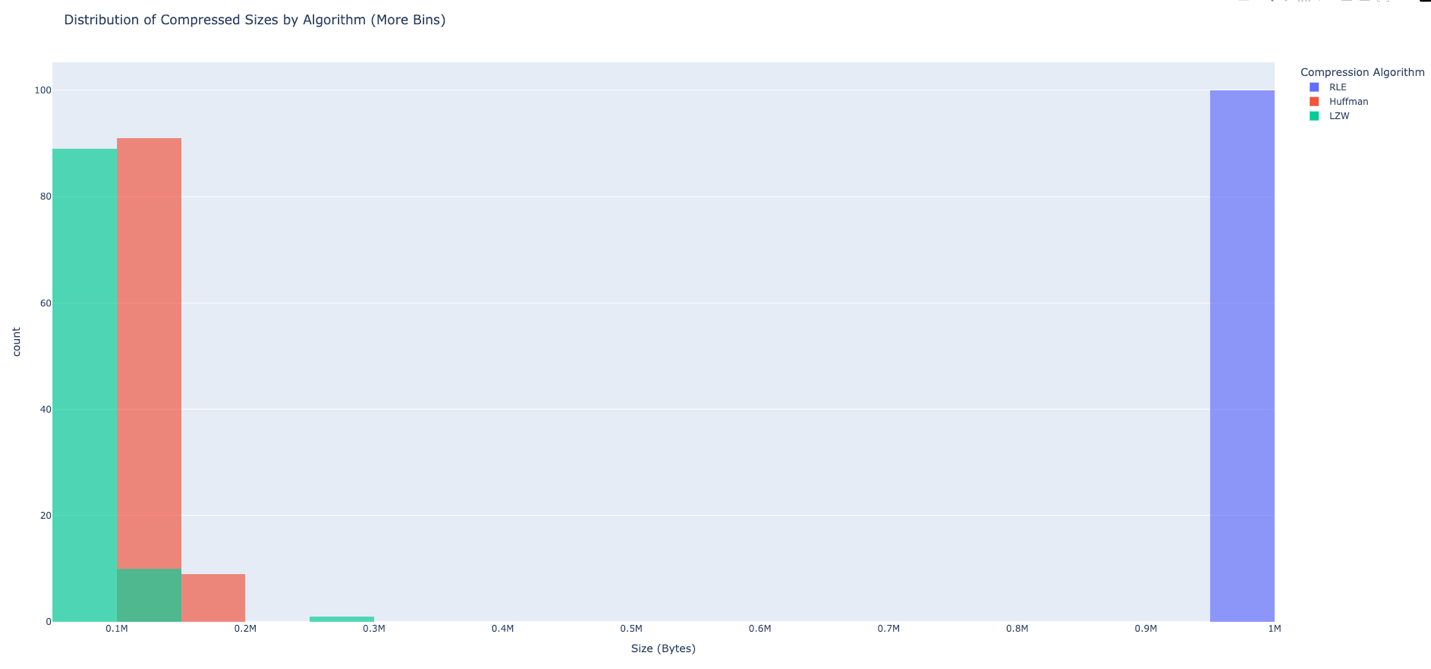 Distribution of Compressed Sizes by Algorithm (More Bins)
Compression Algorithm
RLE
Huffman
LZW
100
80
60
40
20
0
count
0.1M 0.2M 0.3M 0.4M 0.5M 0.6M 0.7M 0.8M 0.9M 1M
Size (Bytes)